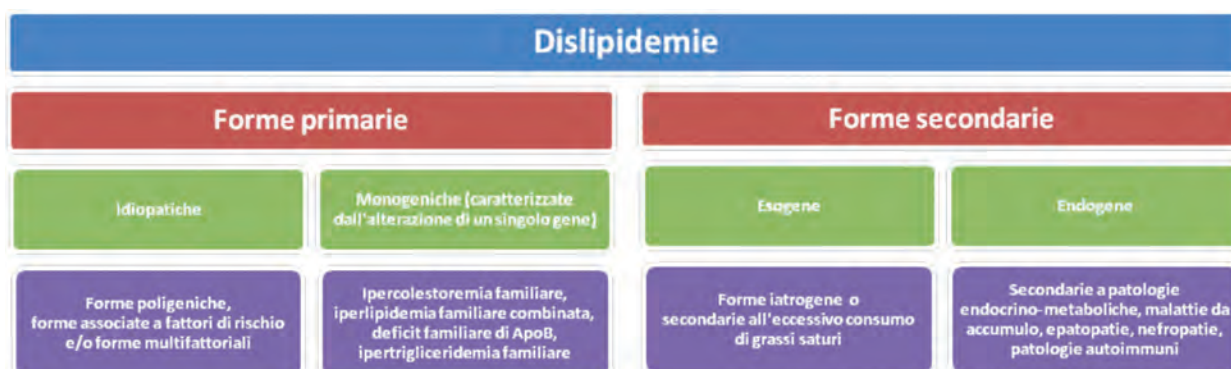 Dislipidemie
Forme primarie
Forme secondarie
Idiopatiche
Monogeniche (caratterizzate
dall'alterazione di un singolo gene)
Esogene
Endogene
Forme poligeniche,
forme associate a fattori di rischio
e/o forme multifattoriali
Ipercolestoremia familiare,
iperlipidemia familiare combinata,
deficit familiare di ApoB,
ipertrigliceridemia familiare
Forme iatrogene o
secondarie all'eccessivo consumo
di grassi saturi
Secondarie a patologie
endocrino-metaboliche, malattie da
accumulo, epatopatie, nefropatie,
patologie autoimmuni